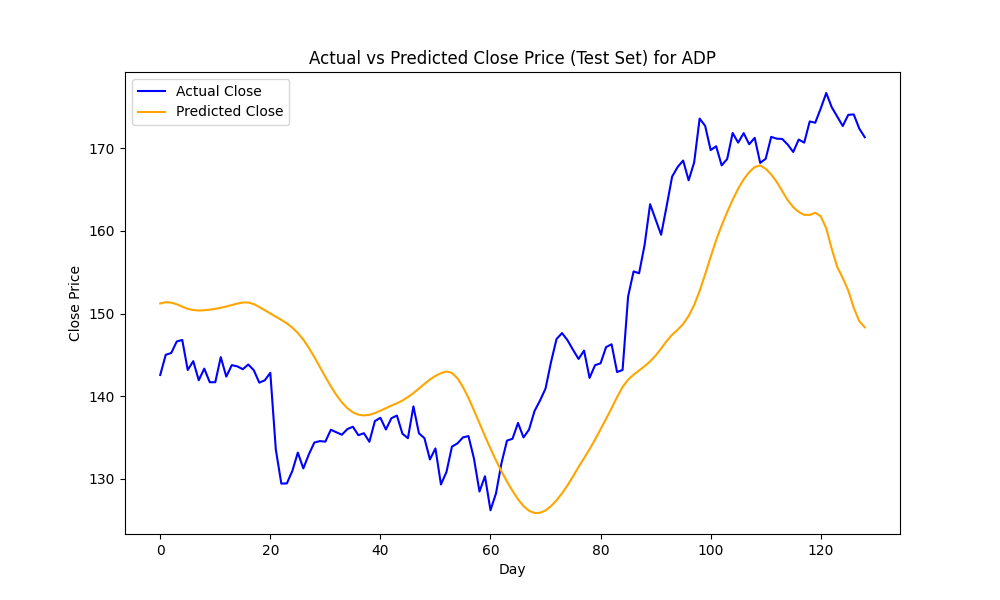 Actual vs Predicted Close Price (Test Set) for ADP
Actual Close
Predicted Close
Close Price
170
160
150
140
130
0 20 40 60 80 100 120
Day